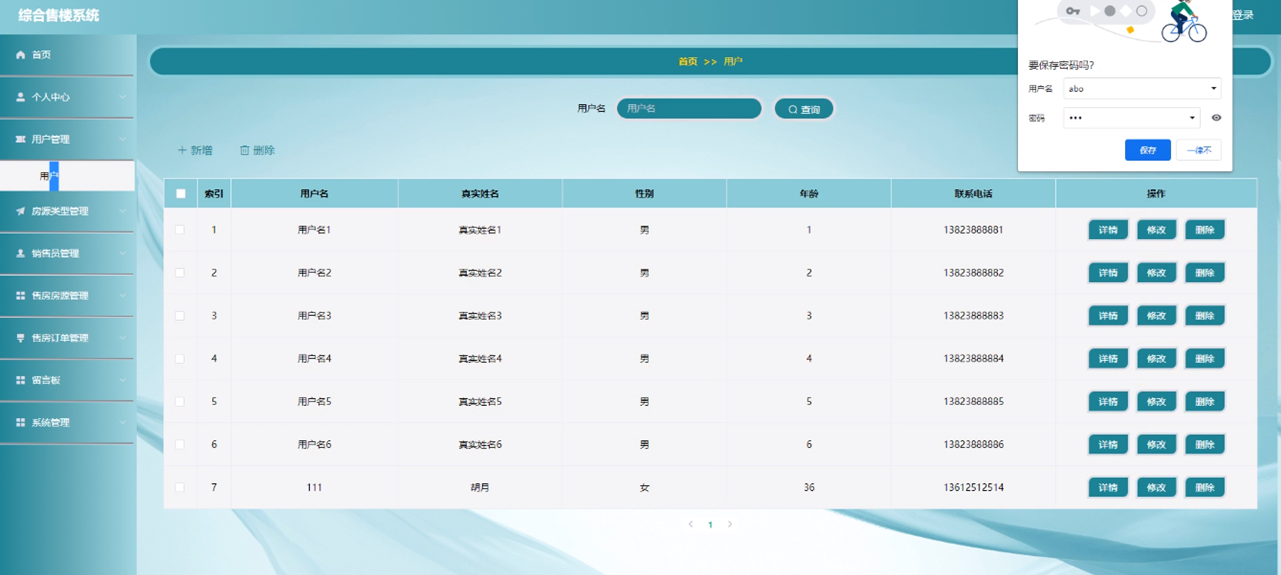 综合售楼系统
登录
首页
个人中心
用户管理
用户
房源类型管理
销售员管理
售房房源管理
售房订单管理
留言板
系统管理
首页 >> 用户
用户名 用户名 查询
新增 删除
要保存密码吗?
用户名 abo
密码 •••
保存 一律不
索引 用户名 真实姓名 性别 年龄 联系电话 操作
1 用户名1 真实姓名1 男 1 13823888881 详情 修改 删除
2 用户名2 真实姓名2 男 2 13823888882 详情 修改 删除
3 用户名3 真实姓名3 男 3 13823888883 详情 修改 删除
4 用户名4 真实姓名4 男 4 13823888884 详情 修改 删除
5 用户名5 真实姓名5 男 5 13823888885 详情 修改 删除
6 用户名6 真实姓名6 男 6 13823888886 详情 修改 删除
7 111 胡月 女 36 13612512514 详情 修改 删除
1